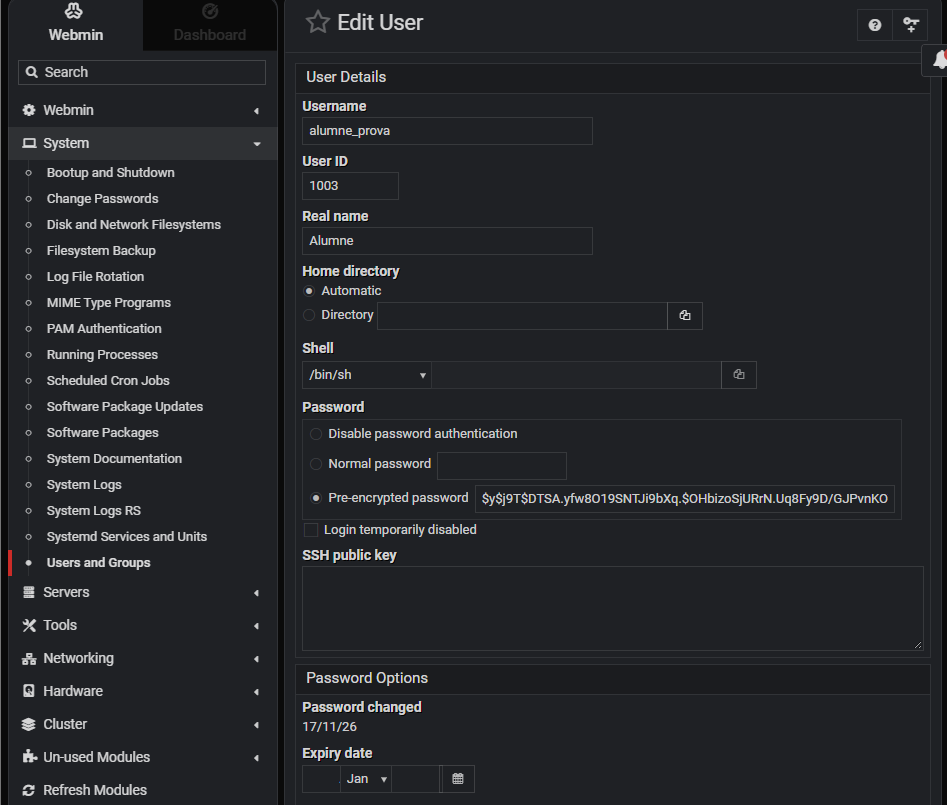 Webmin
Dashboard
Search
Webmin
System
Bootup and Shutdown
Change Passwords
Disk and Network Filesystems
Filesystem Backup
Log File Rotation
MIME Type Programs
PAM Authentication
Running Processes
Scheduled Cron Jobs
Software Package Updates
Software Packages
System Documentation
System Logs
System Logs RS
Systemd Services and Units
Users and Groups
Servers
Tools
Networking
Hardware
Cluster
Un-used Modules
Refresh Modules
Edit User
User Details
Username
alumne_prova
User ID
1003
Real name
Alumne
Home directory
Automatic
Directory
Shell
/bin/sh
Password
Disable password authentication
Normal password
Pre-encrypted password $y$j9T$DTSA.yfw8O19SNTJi9bXq.$OHbizoSjURrN.Uq8Fy9D/GJPvnKO
Login temporarily disabled
SSH public key
Password Options
Password changed
17/11/26
Expiry date
Jan